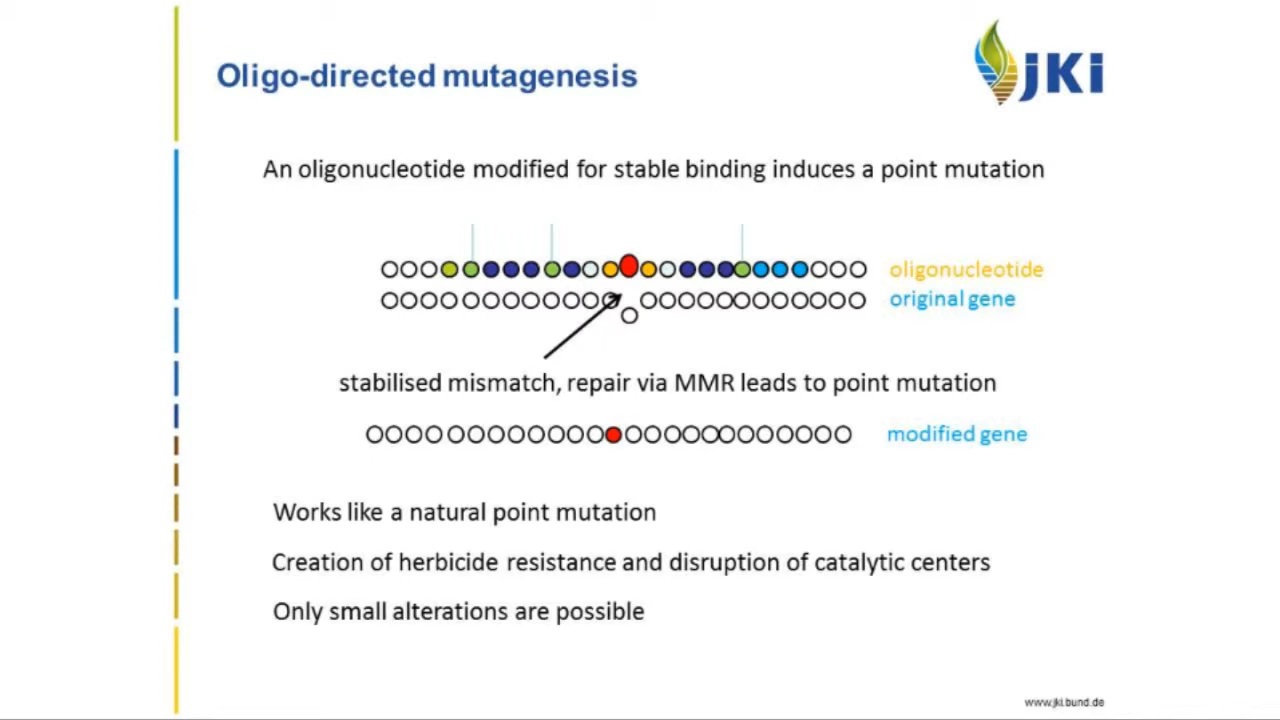 Oligo-directed mutagenesis
JKI
An oligonucleotide modified for stable binding induces a point mutation
oligonucleotide
original gene
stabilised mismatch, repair via MMR leads to point mutation
modified gene
Works like a natural point mutation
Creation of herbicide resistance and disruption of catalytic centers
Only small alterations are possible
www.jki.bund.de